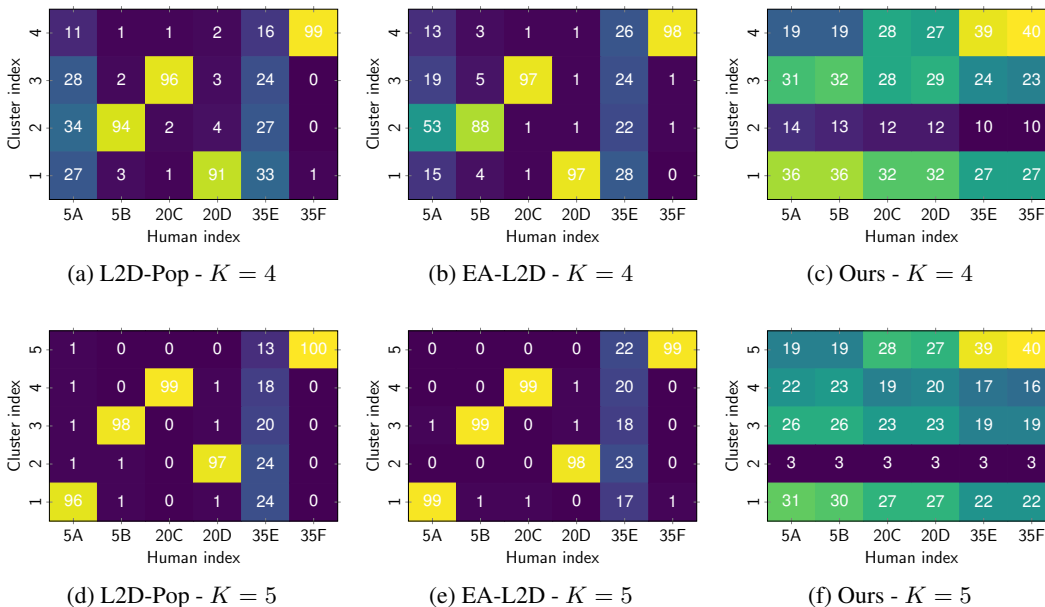 4 11 1 1 2 16 99
3 28 2 96 3 24 0
2 34 94 2 4 27 0
1 27 3 1 91 33 1
Cluster index
5A 5B 20C 20D 35E 35F
Human index
(a) L2D-Pop - K = 4
4 13 3 1 1 26 98
3 19 5 97 1 24 1
2 53 88 1 1 22 1
1 15 4 1 97 28 0
Cluster index
5A 5B 20C 20D 35E 35F
Human index
(b) EA-L2D - K = 4
4 19 19 28 27 39 40
3 31 32 28 29 24 23
2 14 13 12 12 10 10
1 36 36 32 32 27 27
Cluster index
5A 5B 20C 20D 35E 35F
Human index
(c) Ours - K = 4
5 1 0 0 0 13 100
4 1 0 99 1 18 0
3 1 98 0 1 20 0
2 1 1 0 97 24 0
1 96 1 0 1 24 0
Cluster index
5A 5B 20C 20D 35E 35F
Human index
(d) L2D-Pop - K = 5
5 0 0 0 0 22 99
4 0 0 99 1 20 0
3 1 99 0 1 18 0
2 0 0 0 98 23 0
1 99 1 1 0 17 1
Cluster index
5A 5B 20C 20D 35E 35F
Human index
(e) EA-L2D - K = 5
5 19 19 28 27 39 40
4 22 23 19 20 17 16
3 26 26 23 23 19 19
2 3 3 3 3 3 3
1 31 30 27 27 22 22
Cluster index
5A 5B 20C 20D 35E 35F
Human index
(f) Ours - K = 5